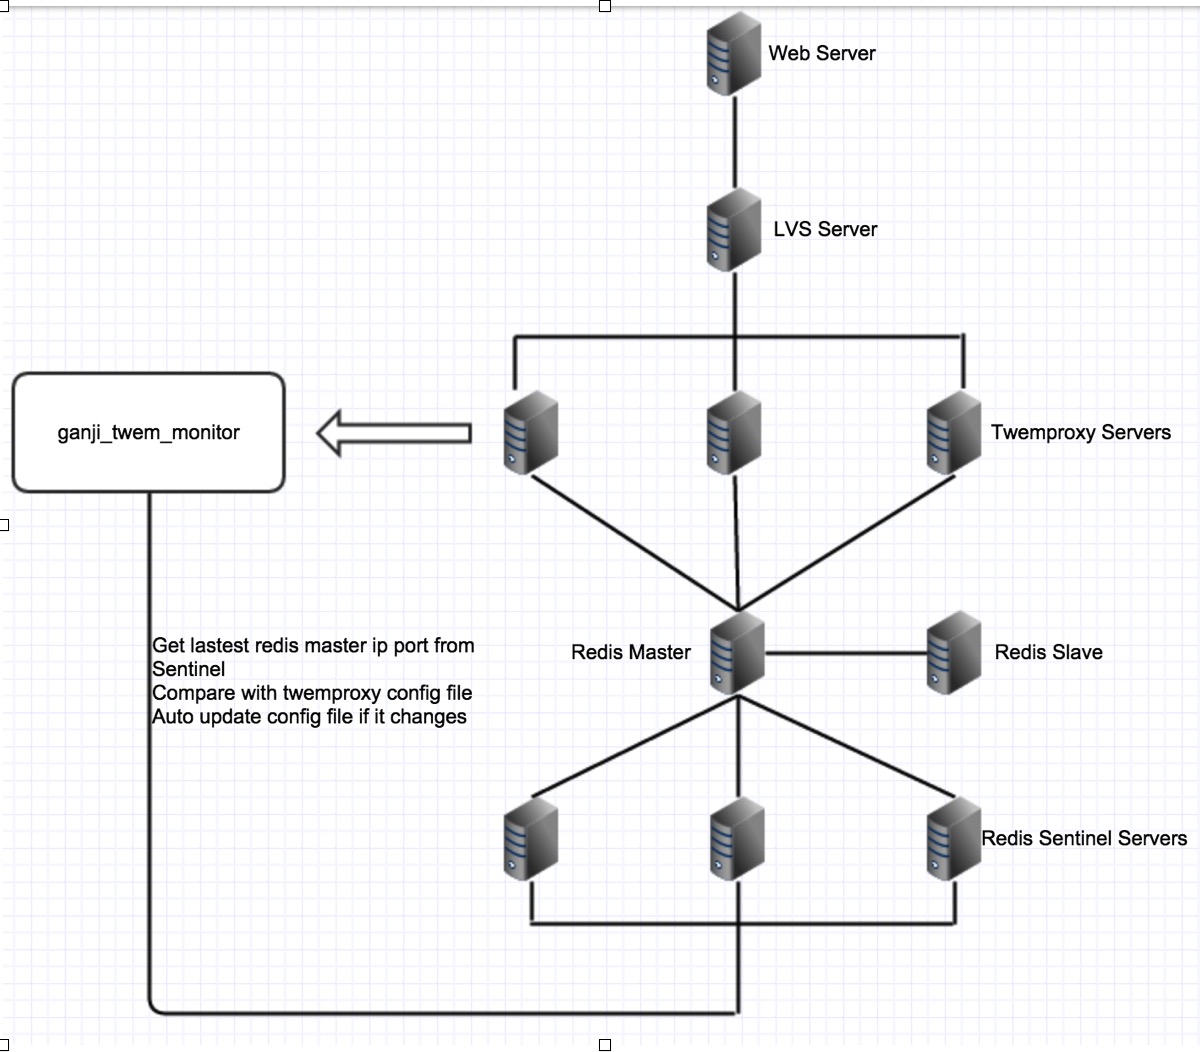 Web Server
LVS Server
ganji_twem_monitor
Twemproxy Servers
Redis Master
Redis Slave
Get lastest redis master ip port from
Sentinel
Compare with twemproxy config file
Auto update config file if it changes
Redis Sentinel Servers